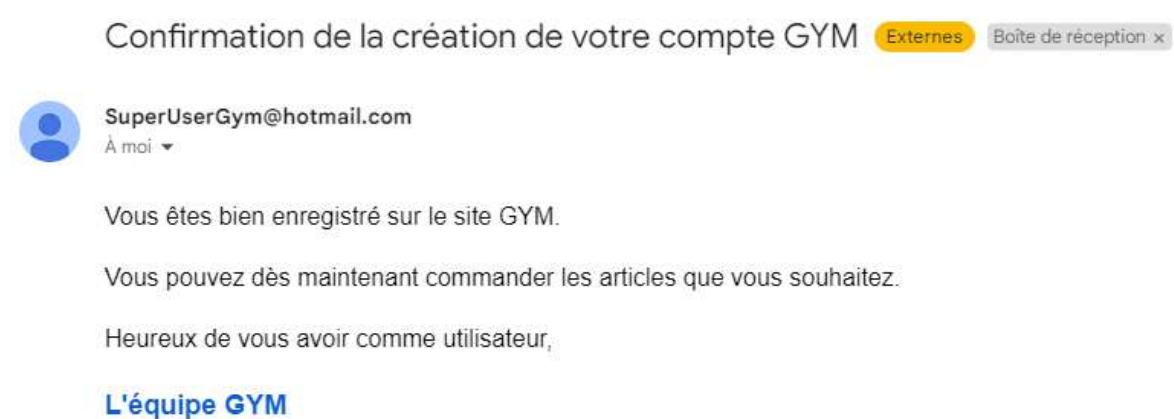 Confirmation de la création de votre compte GYM Externes Boîte de réception ×
SuperUserGym@hotmail.com
À moi
Vous êtes bien enregistré sur le site GYM.
Vous pouvez dès maintenant commander les articles que vous souhaitez.
Heureux de vous avoir comme utilisateur,
L'équipe GYM